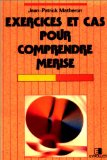 Jean-Patrick Matheron
EXERCICES ET CAS
POUR
COMPRENDRE
MERISE